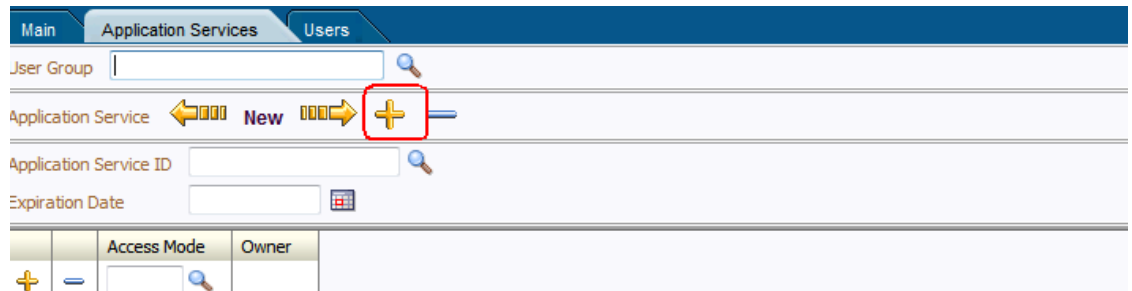 Main Application Services Users
User Group
Application Service New
Application Service ID
Expiration Date
Access Mode Owner